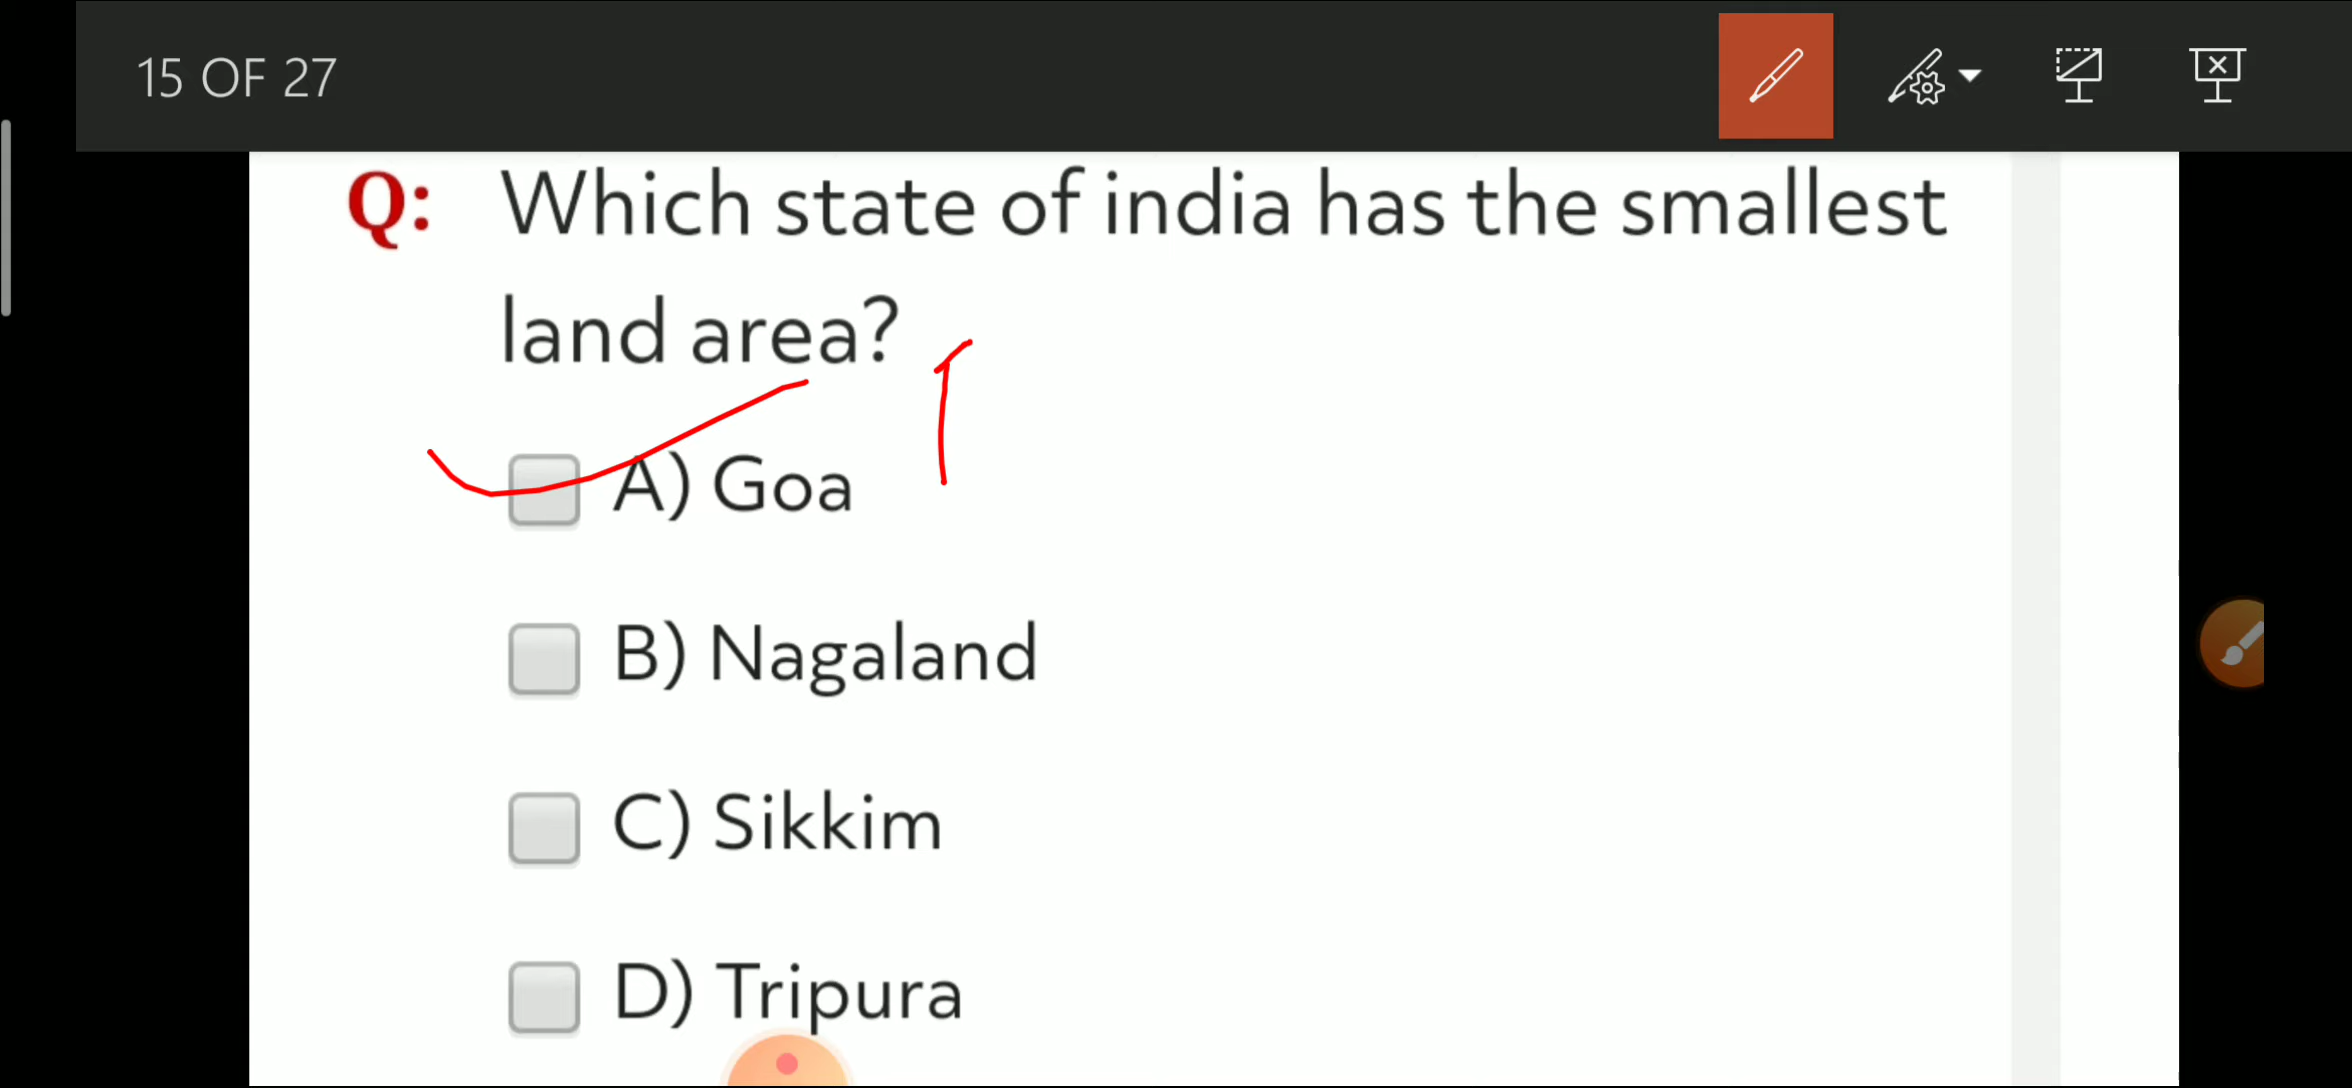 15 OF 27
Q: Which state of india has the smallest
land area?
A) Goa
B) Nagaland
C) Sikkim
D) Tripura